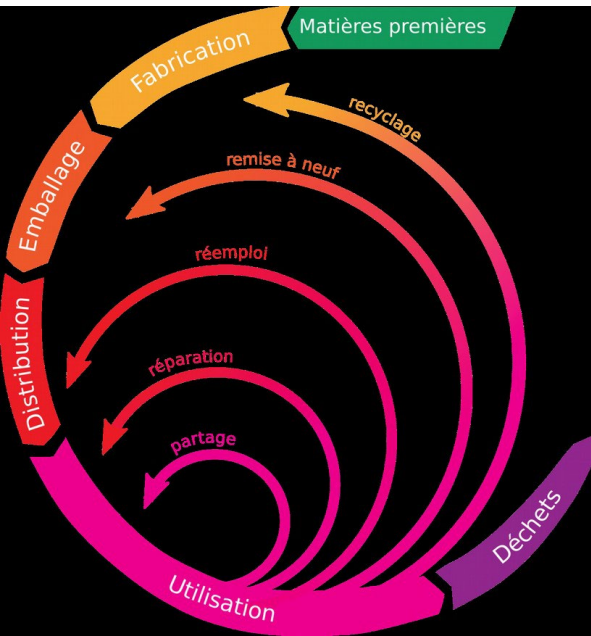 Matières premières
Fabrication
recyclage
Emballage
remise à neuf
réemploi
Distribution
réparation
partage
Déchets
Utilisation